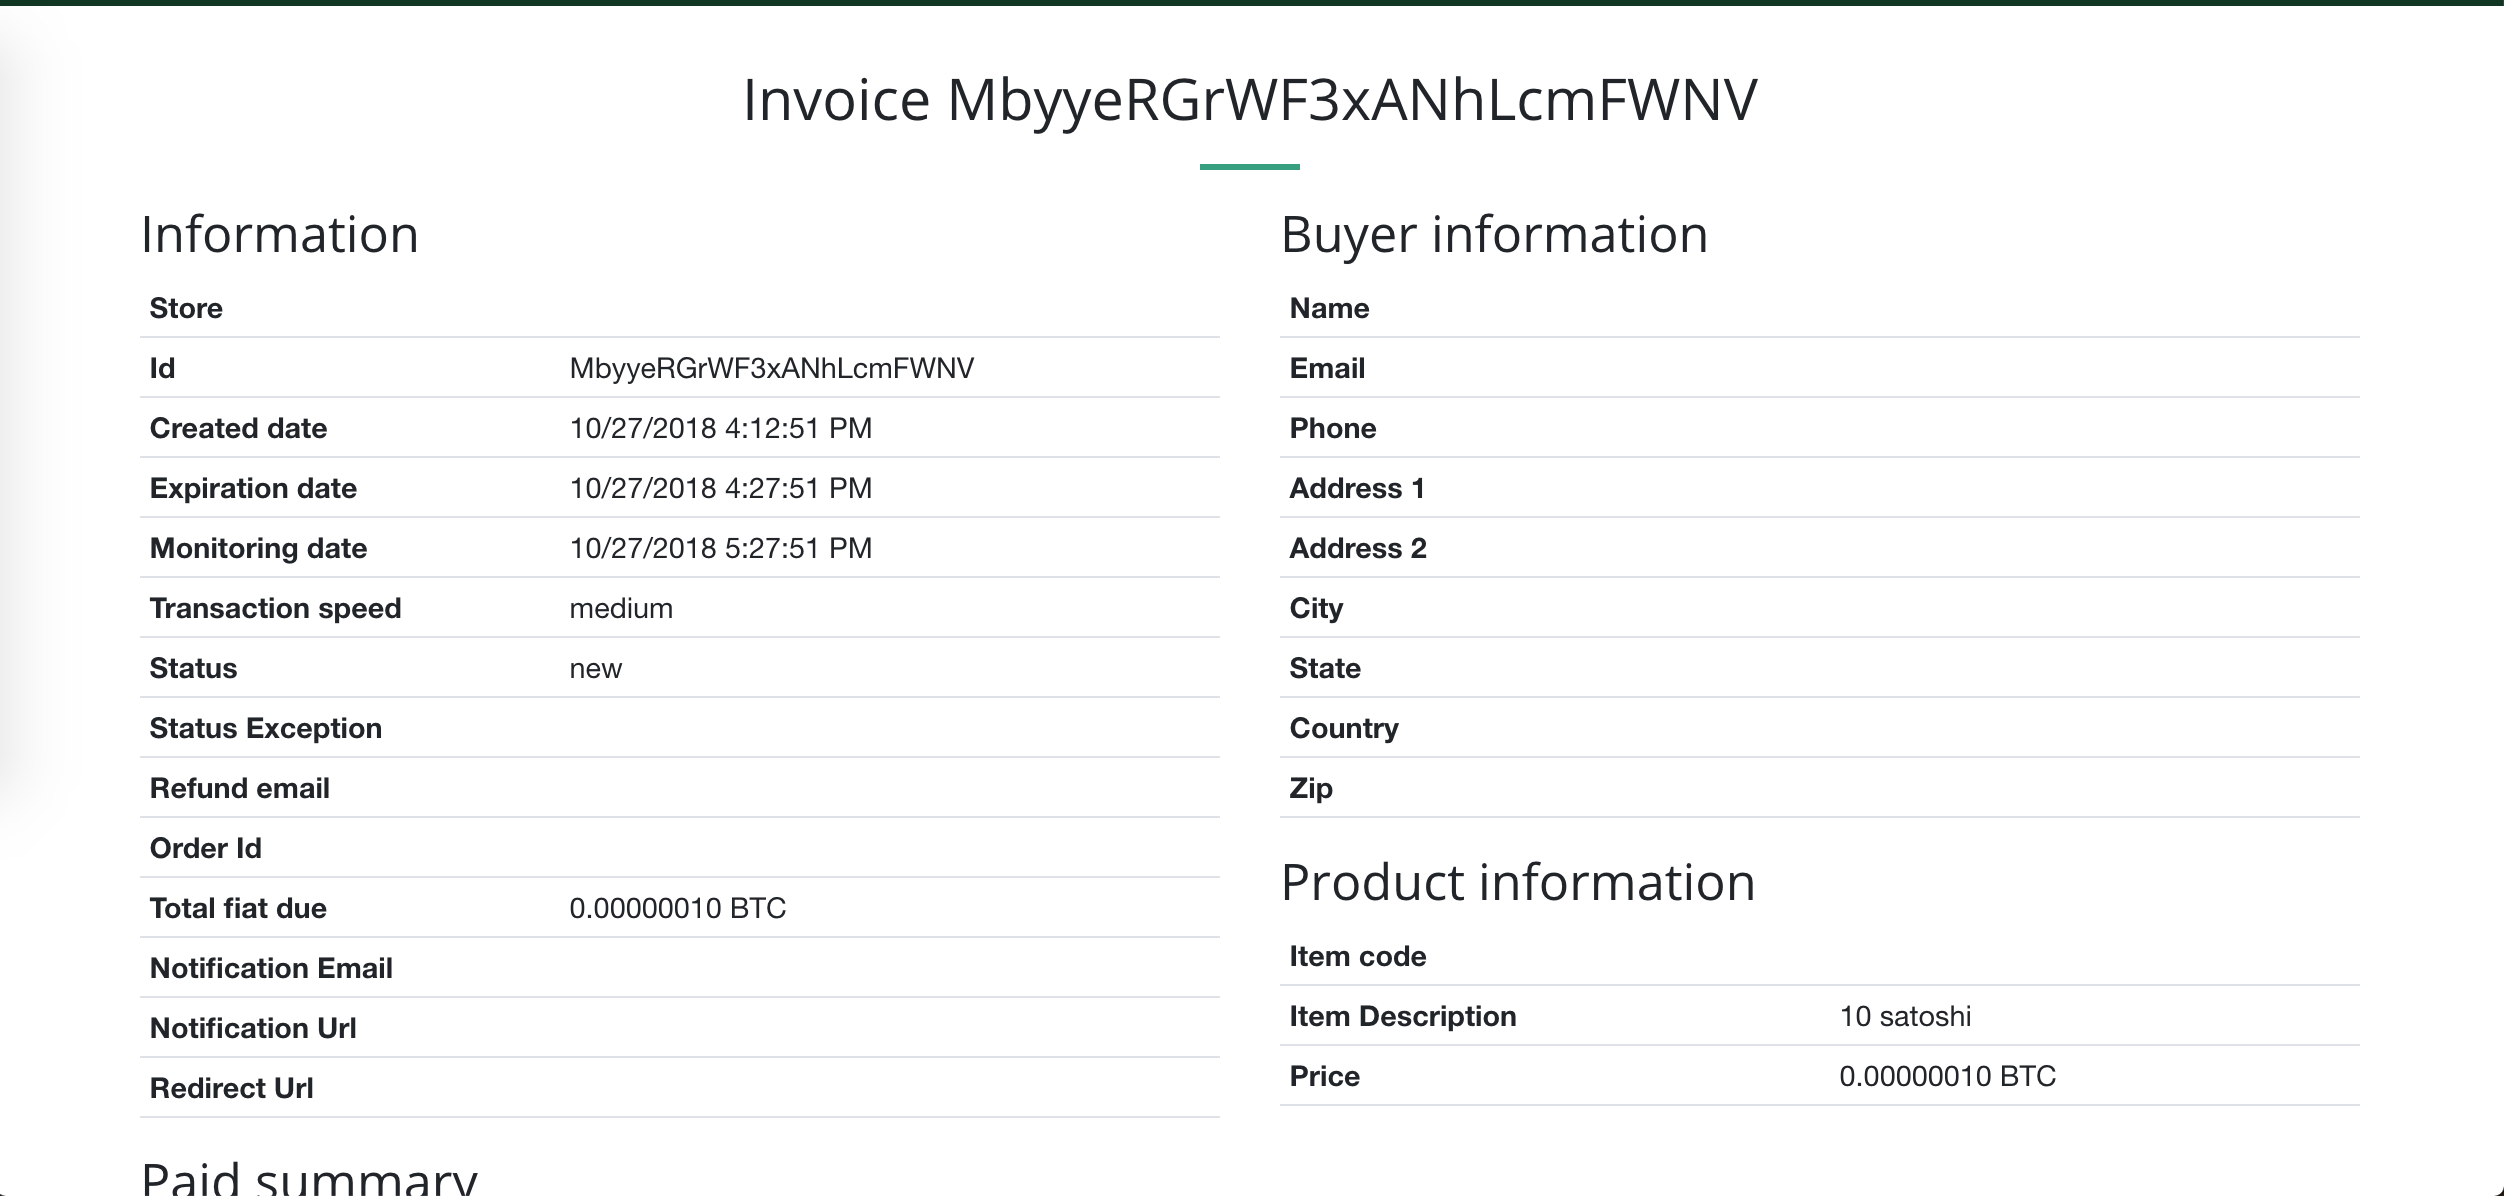 Invoice MbyyeRGrWF3xANhLcmFWNV
Information
Store
Id MbyyeRGrWF3xANhLcmFWNV
Created date 10/27/2018 4:12:51 PM
Expiration date 10/27/2018 4:27:51 PM
Monitoring date 10/27/2018 5:27:51 PM
Transaction speed medium
Status new
Status Exception
Refund email
Order Id
Total fiat due 0.00000010 BTC
Notification Email
Notification Url
Redirect Url
Paid summary
Buyer information
Name
Email
Phone
Address 1
Address 2
City
State
Country
Zip
Product information
Item code
Item Description 10 satoshi
Price 0.00000010 BTC